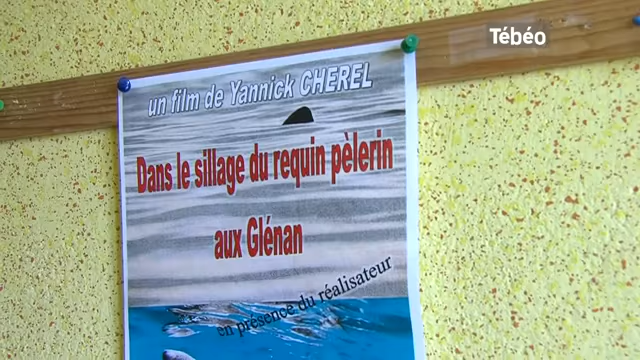 Tébéo
un film de Yannick CHEREL
Dans le sillage du requin pèlerin
aux Glénan
en présence du réalisateur